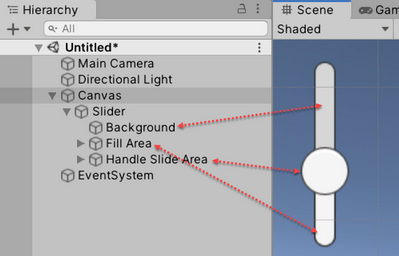 Hierarchy
All
Untitled*
Main Camera
Directional Light
Canvas
Slider
Background
Fill Area
Handle Slide Area
EventSystem
Scene
Gam
Shaded